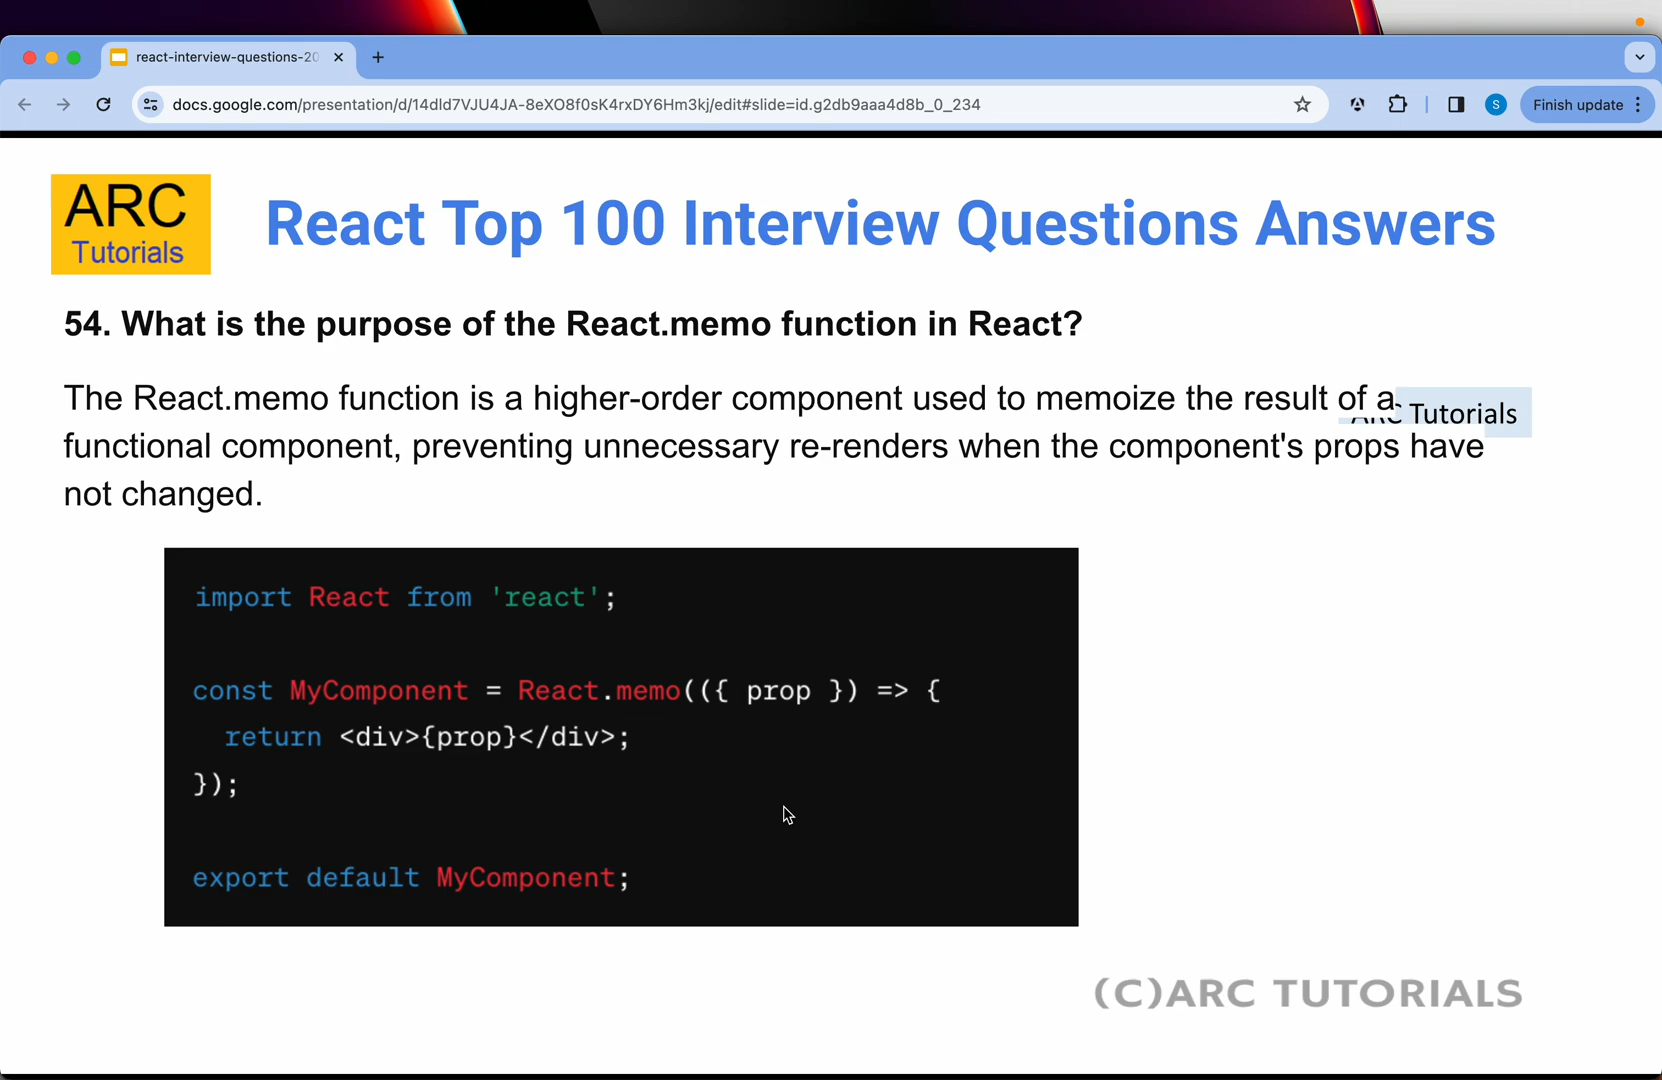 react-interview-questions-20
docs.google.com/presentation/d/14dld7VJU4JA-8eXO8f0sK4rxDY6Hm3kj/edit#slide=id.g2db9aaa4d8b_0_234
S
Finish update
ARC
Tutorials
React Top 100 Interview Questions Answers
54. What is the purpose of the React.memo function in React?
The React.memo function is a higher-order component used to memoize the result of a
ARC Tutorials
functional component, preventing unnecessary re-renders when the component's props have
not changed.
import React from 'react';
const MyComponent = React.memo(({ prop }) => {
  return <div>{prop}</div>;
});
export default MyComponent;
(C)ARC TUTORIALS